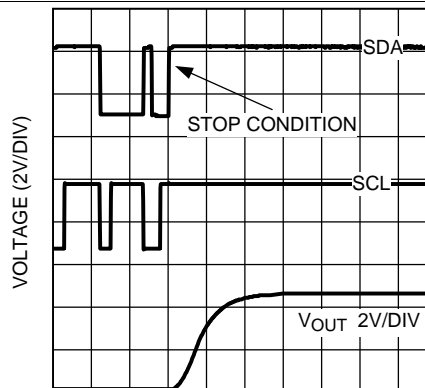 SDA
STOP CONDITION
VOLTAGE (2V/DIV)
SCL
VOUT 2V/DIV